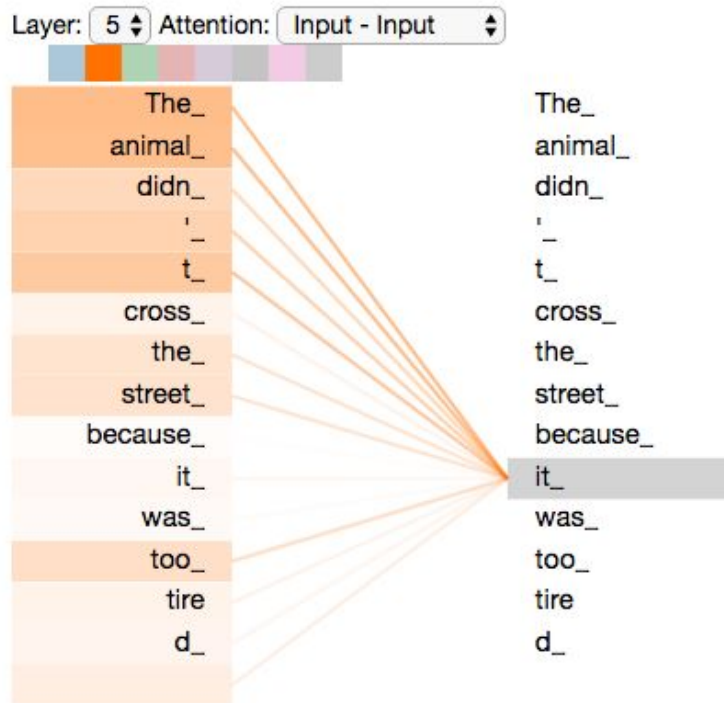 Layer: 5 Attention: Input - Input
The_ The_
animal_ animal_
didn_ didn_
'_ '_
t_ t_
cross_ cross_
the_ the_
street_ street_
because_ because_
it_ it_
was_ was_
too_ too_
tire tire
d_ d_